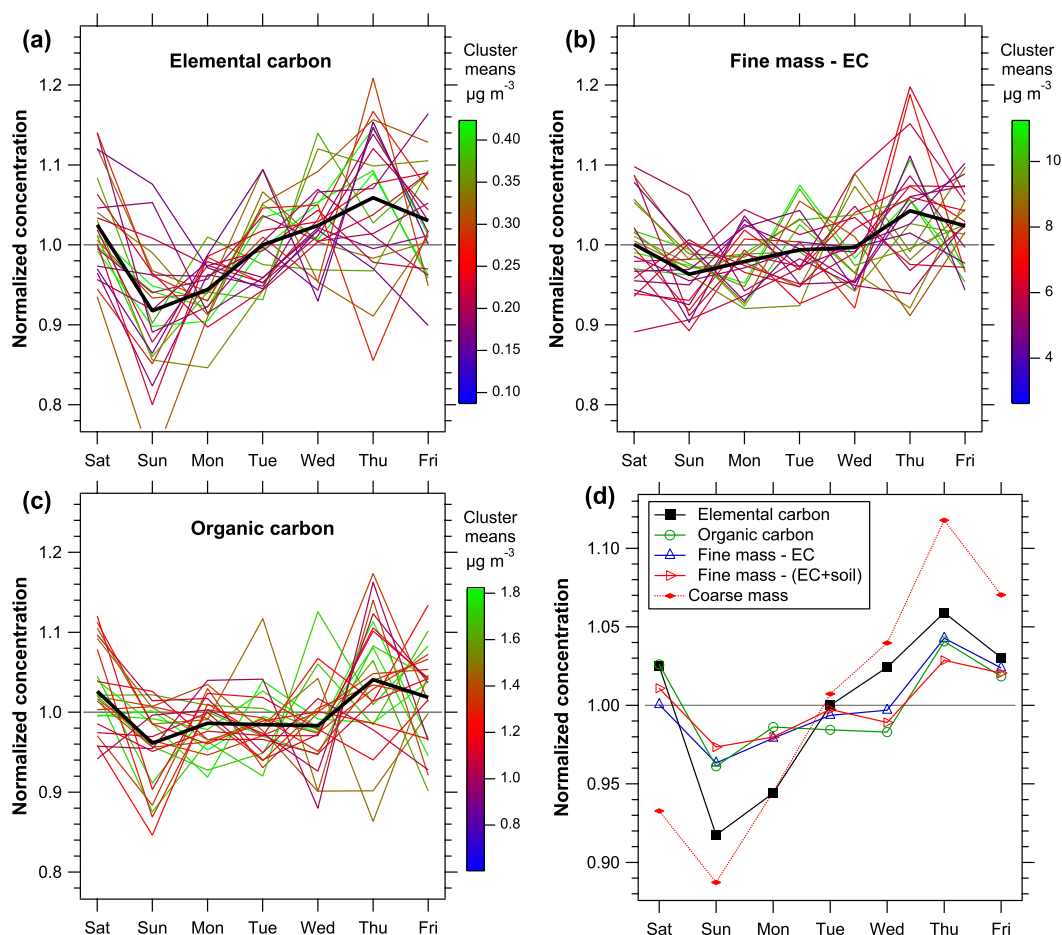 (a)
Elemental carbon
Normalized concentration
1.2
1.1
1.0
0.9
0.8
Sat Sun Mon Tue Wed Thu Fri
Cluster
means
µg m⁻³
0.40
0.35
0.30
0.25
0.20
0.15
0.10
(b)
Fine mass - EC
Normalized concentration
1.2
1.1
1.0
0.9
0.8
Sat Sun Mon Tue Wed Thu Fri
Cluster
means
µg m⁻³
10
8
6
4
(c)
Organic carbon
Normalized concentration
1.2
1.1
1.0
0.9
0.8
Sat Sun Mon Tue Wed Thu Fri
Cluster
means
µg m⁻³
1.8
1.6
1.4
1.2
1.0
0.8
(d)
Elemental carbon
Organic carbon
Fine mass - EC
Fine mass - (EC+soil)
Coarse mass
Normalized concentration
1.10
1.05
1.00
0.95
0.90
Sat Sun Mon Tue Wed Thu Fri